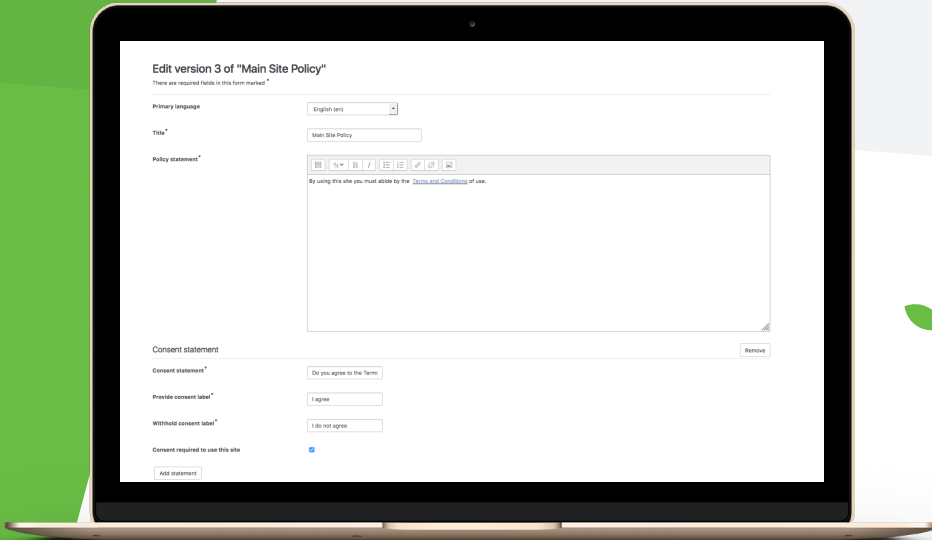 Edit version 3 of "Main Site Policy"
There are required fields in this form marked *
Primary language
English (en)
Title*
Main Site Policy
Policy statement*
B I
By using this site you must abide by the Terms and Conditions of use.
Consent statement
Remove
Consent statement*
Do you agree to the Terms
Provide consent label*
I agree
Withhold consent label*
I do not agree
Consent required to use this site
Add statement